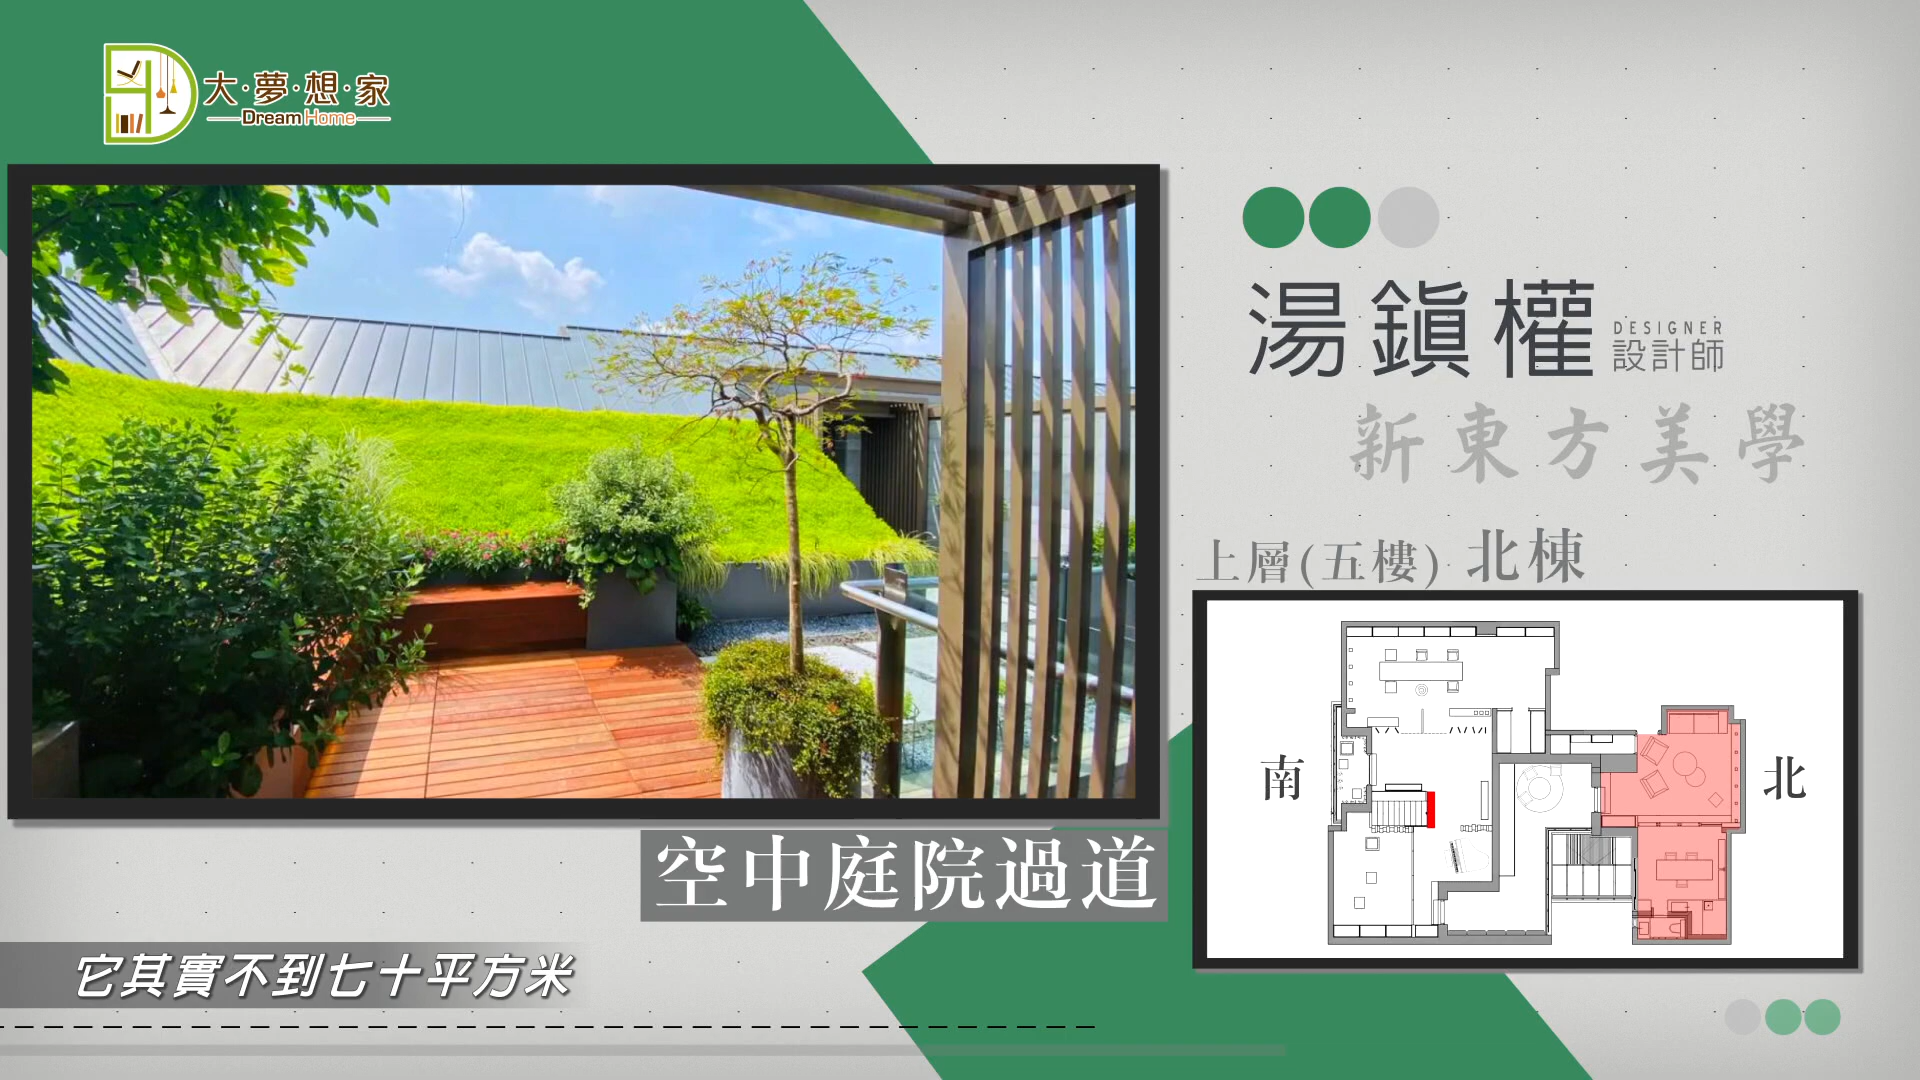 大·夢·想·家
Dream Home
湯鎭權
DESIGNER
設計師
新東方美學
上層(五樓) 北棟
南
北
空中庭院過道
它其實不到七十平方米